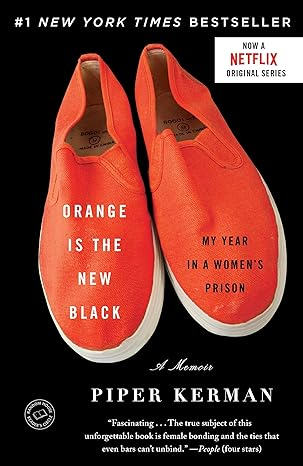 #1 NEW YORK TIMES BESTSELLER
NOW A
NETFLIX
ORIGINAL SERIES
ORANGE
IS THE
NEW
BLACK
MY YEAR
IN A WOMEN'S
PRISON
A Memoir
PIPER KERMAN
"Fascinating . . . The true subject of this
unforgettable book is female bonding and the ties that
even bars can't unbind." —People (four stars)